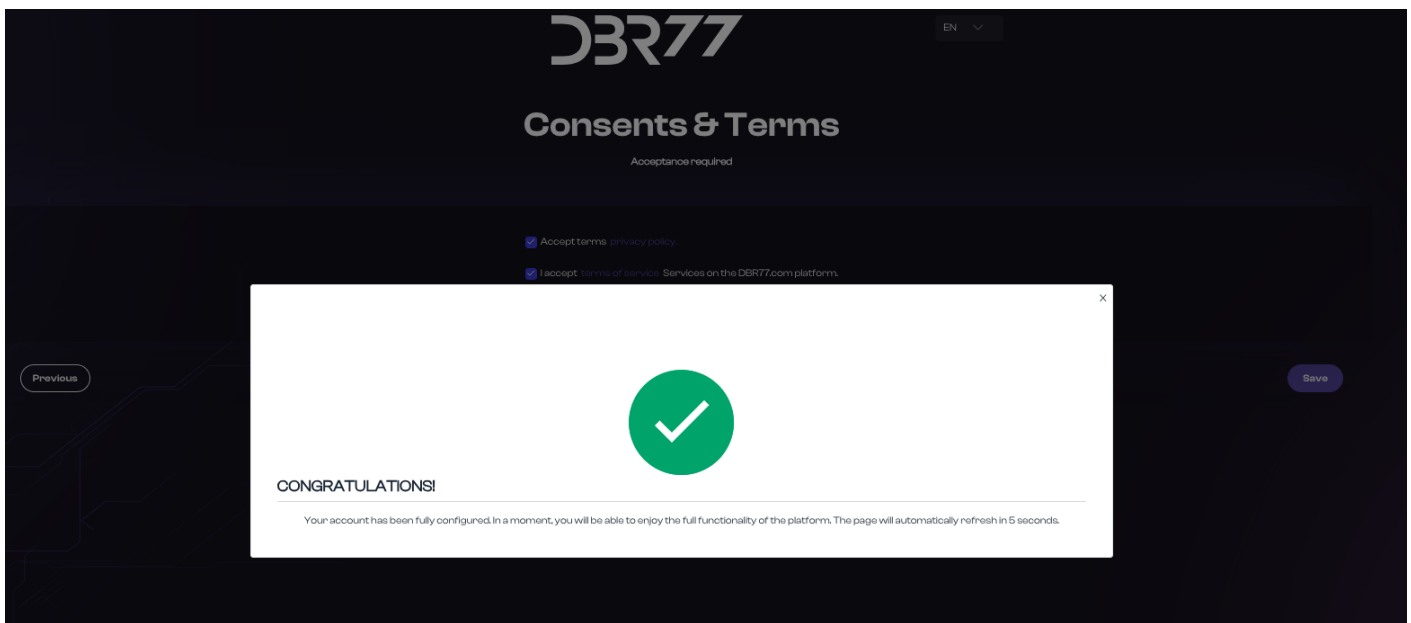 DBR77
EN
Consents & Terms
Acceptance required
Accept terms privacy policy.
I accept terms of service Services on the DBR77.com platform.
X
Previous
Save
CONGRATULATIONS!
Your account has been fully configured. In a moment, you will be able to enjoy the full functionality of the platform. The page will automatically refresh in 5 seconds.